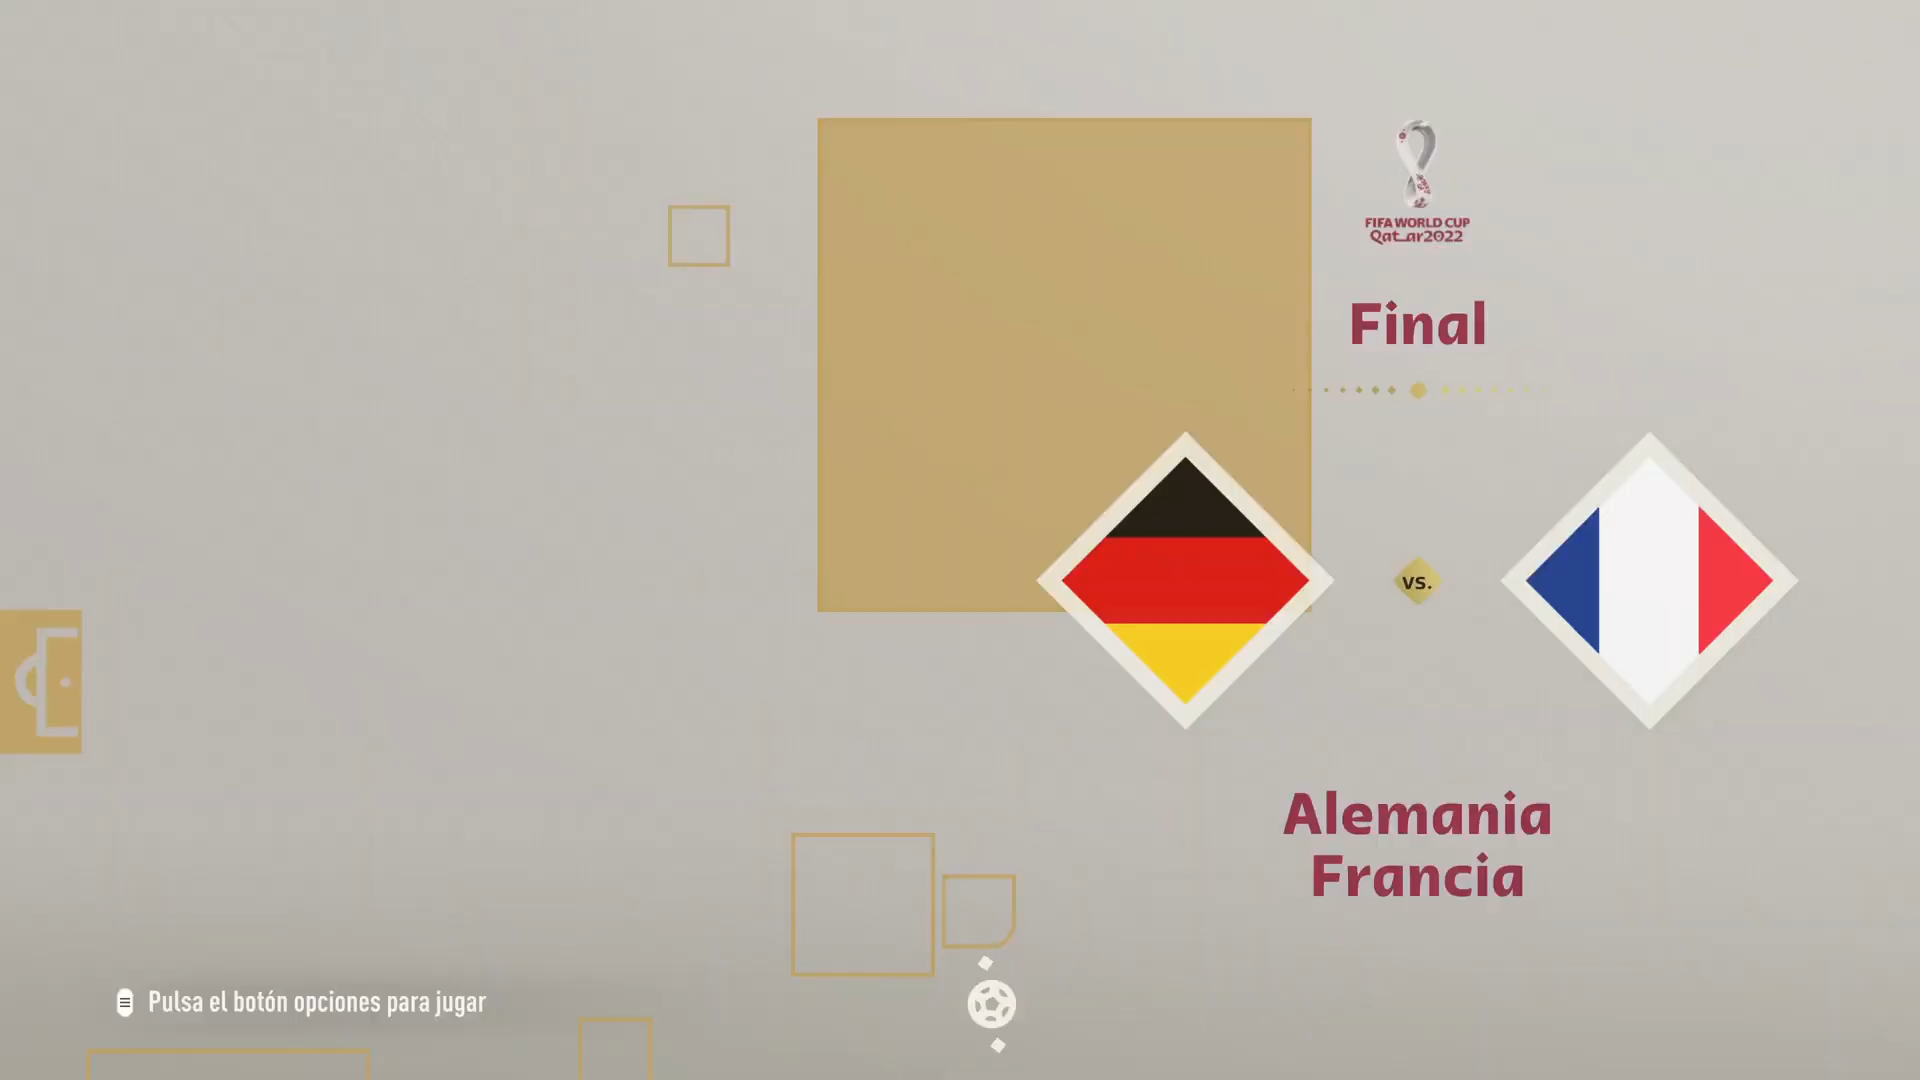 FIFA WORLD CUP
Qatar2022
Final
VS.
Alemania
Francia
Pulsa el botón opciones para jugar